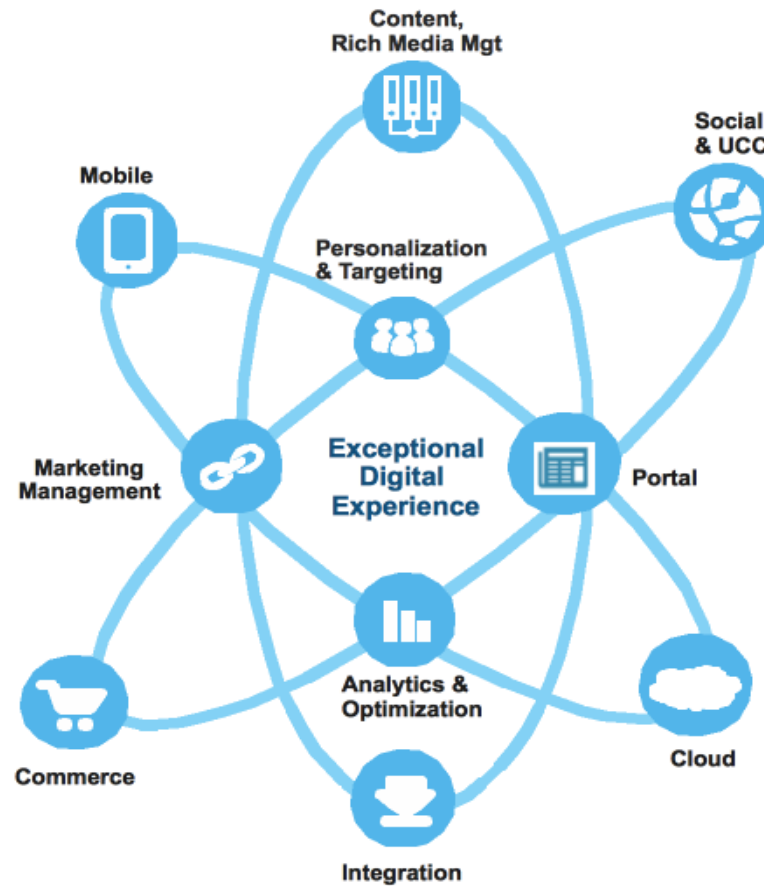 Content,
Rich Media Mgt
Social
& UCC
Mobile
Personalization
& Targeting
Exceptional
Digital
Experience
Marketing
Management
Portal
Analytics &
Optimization
Cloud
Commerce
Integration